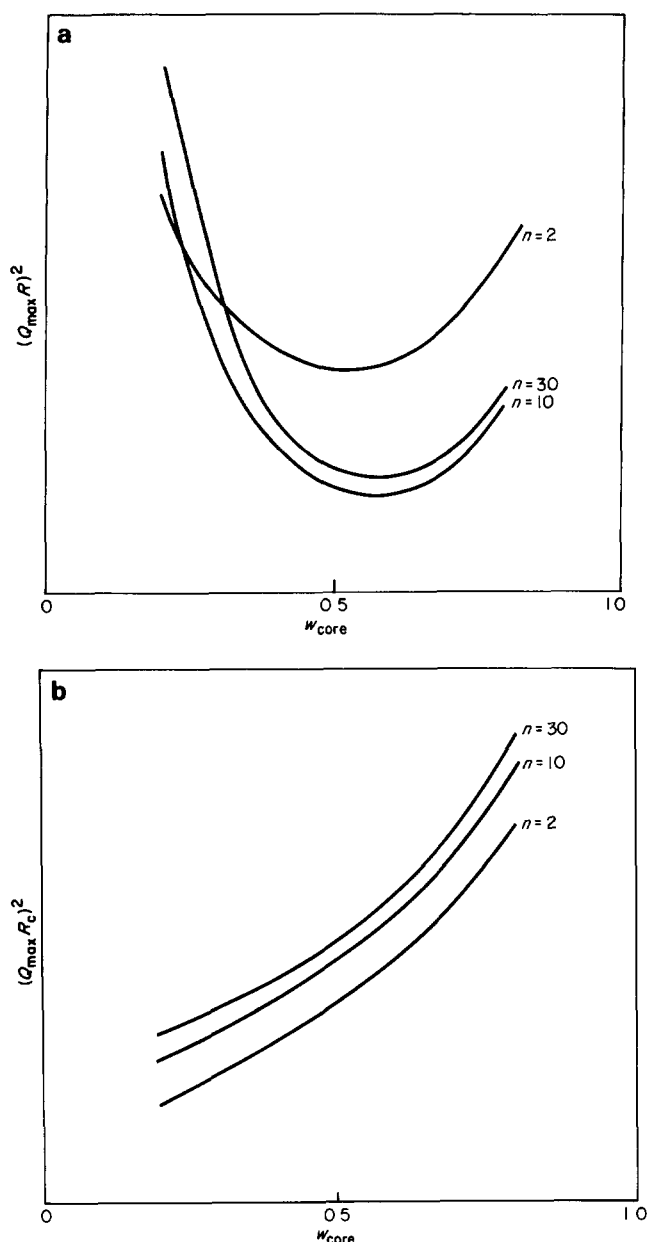 a
(Q_max R)^2
n=2
n=30
n=10
0
0 5
1 0
w_core
b
(Q_max R_c)^2
n=30
n=10
n=2
0
0 5
1 0
w_core